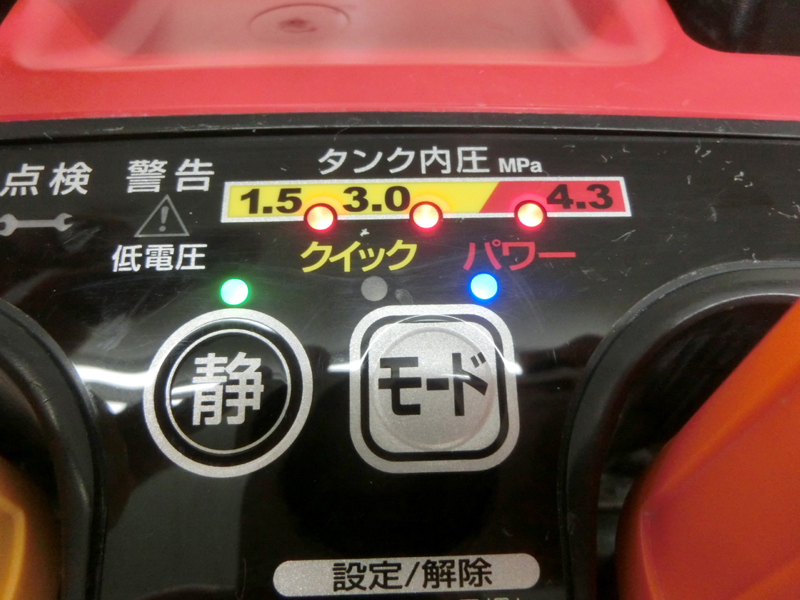 タンク内圧 MPa
点検 警告
1.5 3.0 4.3
低電圧 クイック パワー
静 モード
設定/解除